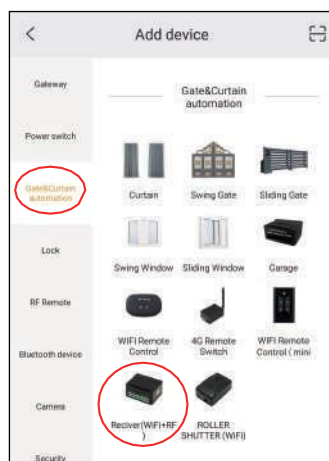 Add device
Gateway
Power switch
Gate&Curtain
automation
Lock
RF Remote
Bluetooth device
Camera
Security
Gate&Curtain
automation
Curtain
Swing Gate
Sliding Gate
Swing Window
Sliding Window
Garage
WIFI Remote
Control
4G Remote
Switch
WIFI Remote
Control ( mini
Reciver(WiFi+RF
)
ROLLER
SHUTTER (WiFi)